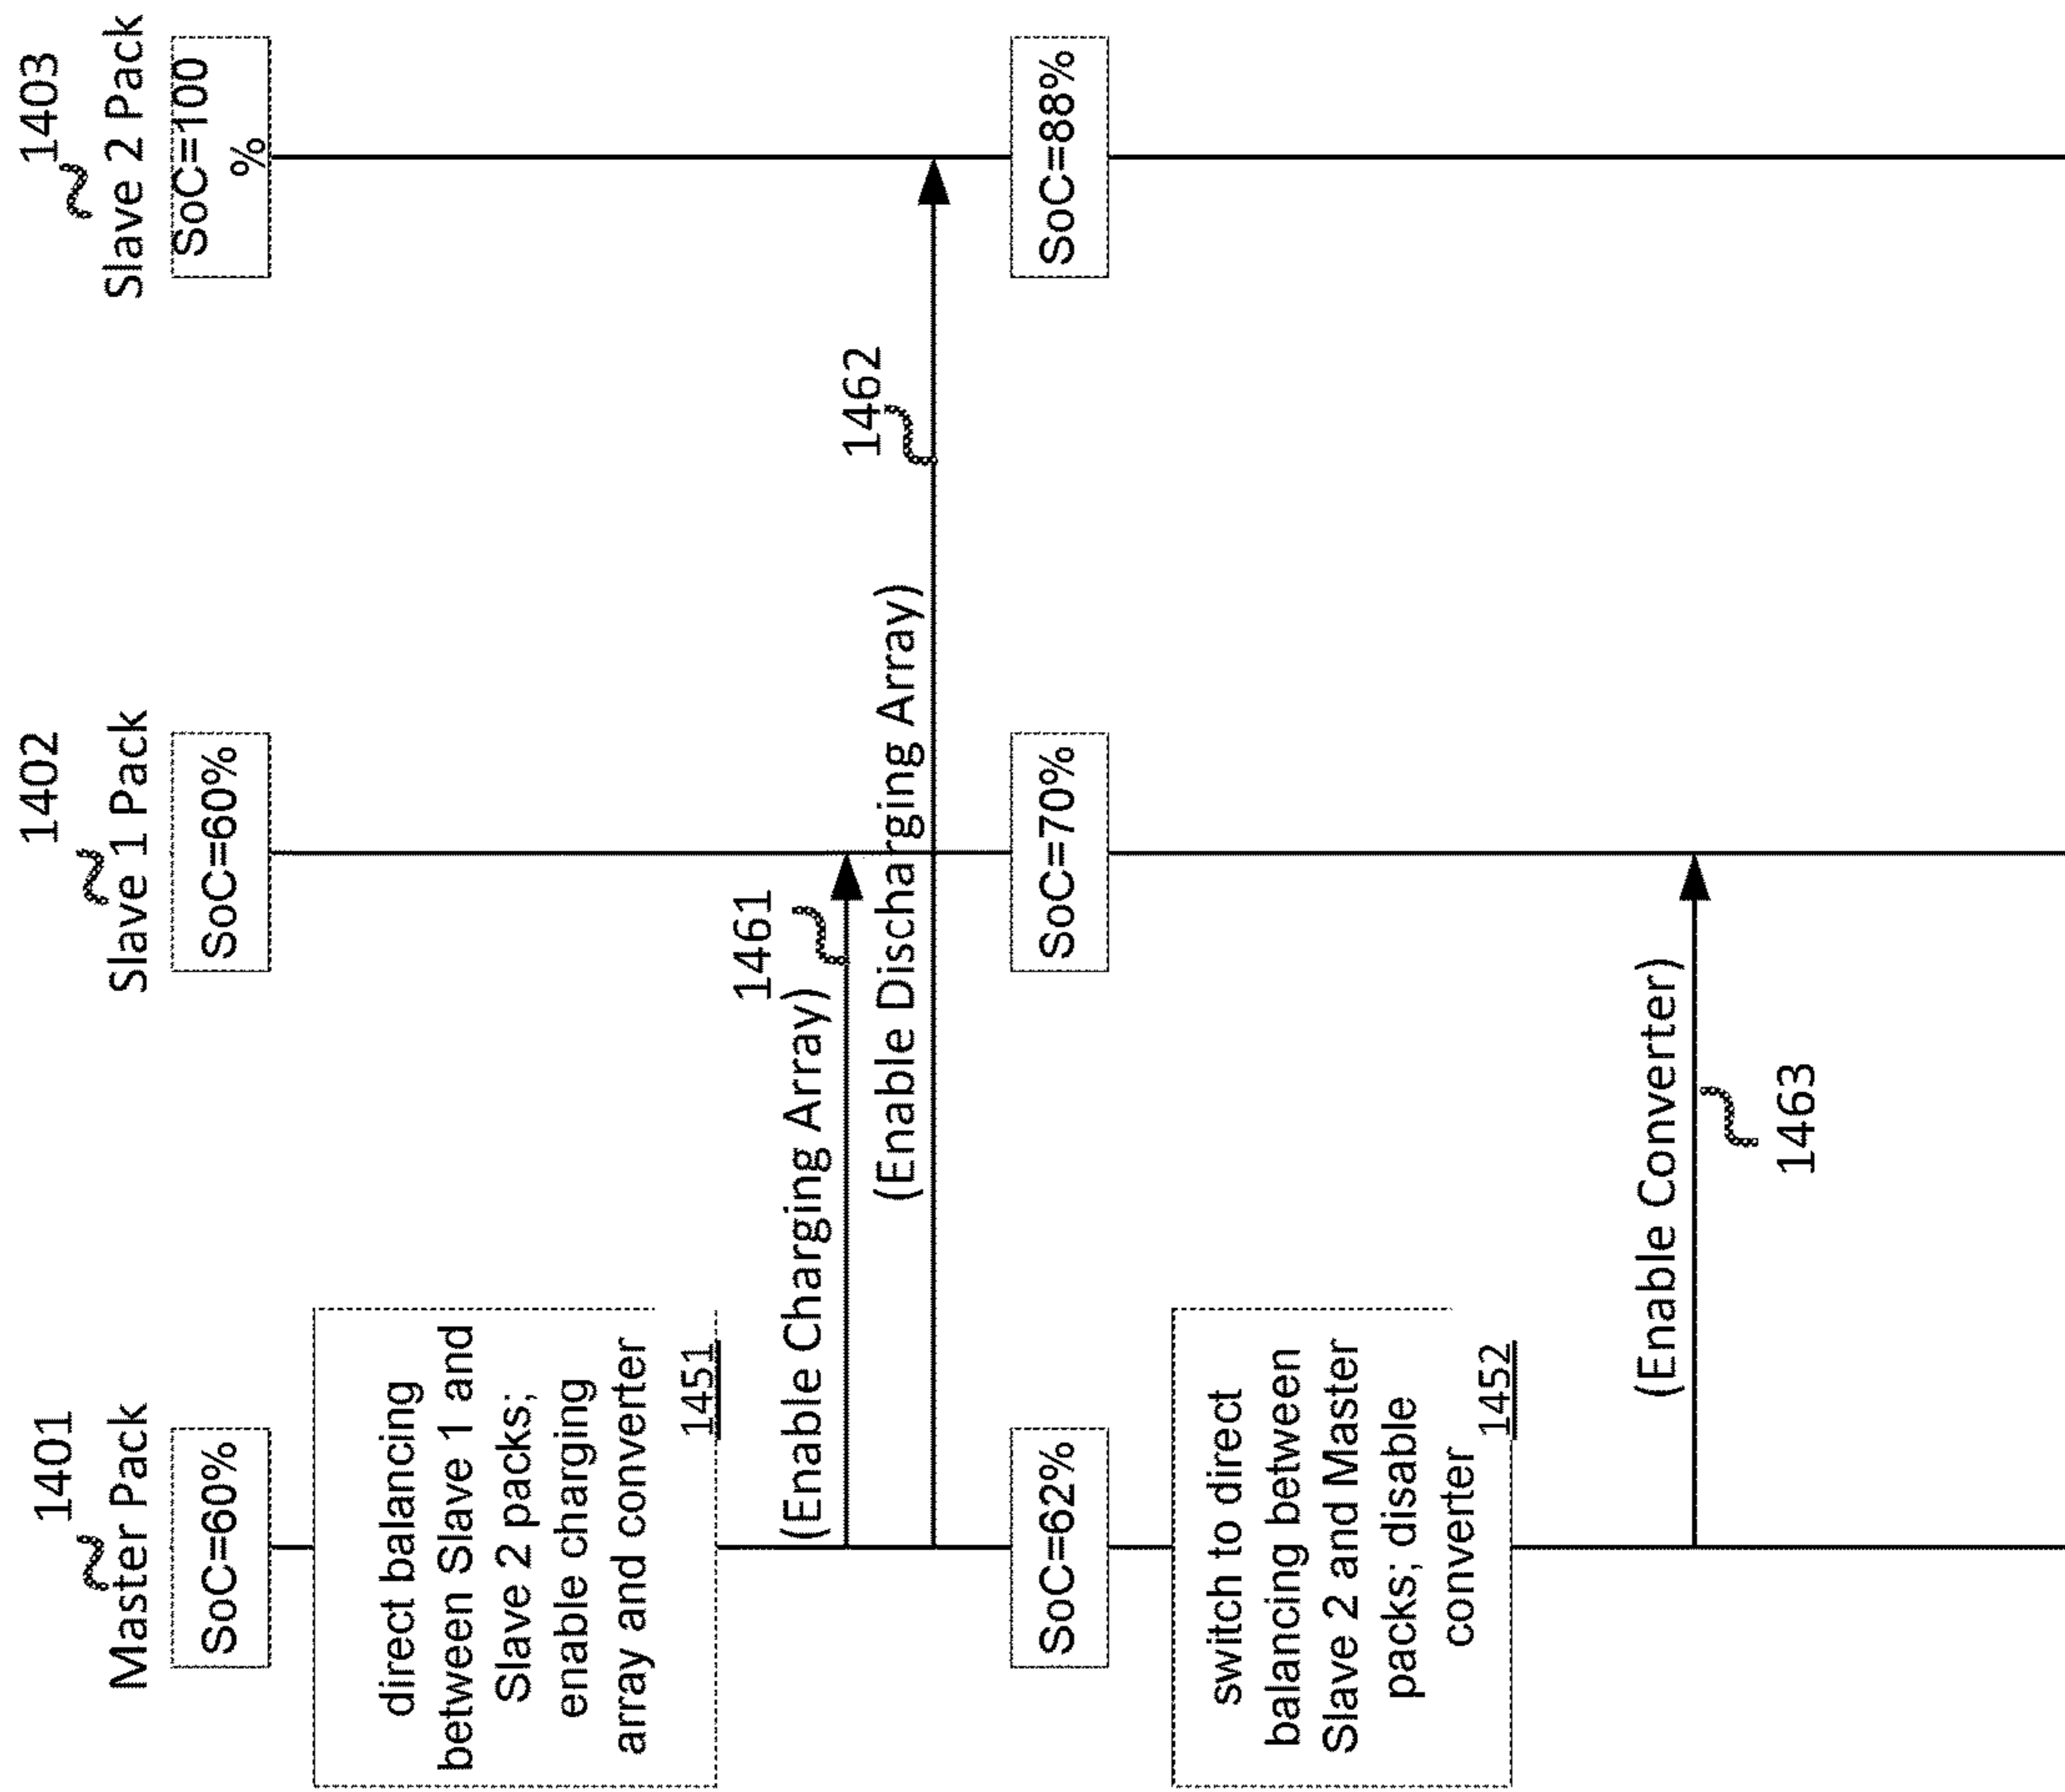 1401
Master Pack
1402
Slave 1 Pack
1403
Slave 2 Pack
SoC=60%
SoC=60%
SoC=100
%
direct balancing
between Slave 1 and
Slave 2 packs;
enable charging
array and converter
1451
(Enable Charging Array)
1461
(Enable Discharging Array)
1462
SoC=62%
SoC=70%
SoC=88%
switch to direct
balancing between
Slave 2 and Master
packs; disable
converter
1452
(Enable Converter)
1463